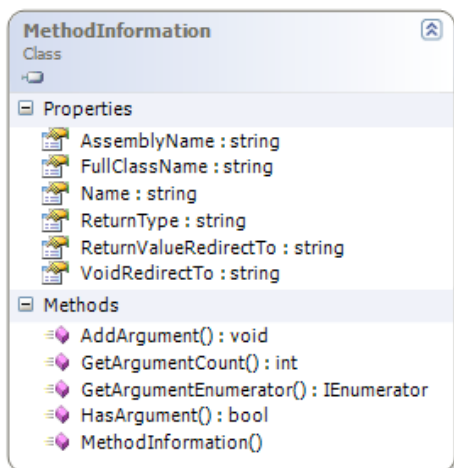 MethodInformation
Class
Properties
AssemblyName : string
FullClassName : string
Name : string
ReturnType : string
ReturnValueRedirectTo : string
VoidRedirectTo : string
Methods
AddArgument() : void
GetArgumentCount() : int
GetArgumentEnumerator() : IEnumerator
HasArgument() : bool
MethodInformation()